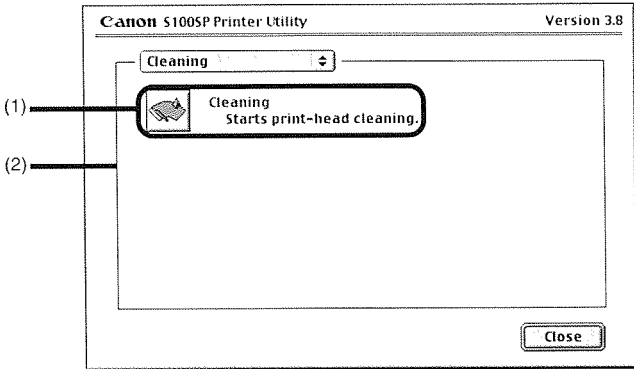 Canon S100SP Printer Utility Version 3.8
Cleaning
(1)
Cleaning
Starts print-head cleaning.
(2)
Close